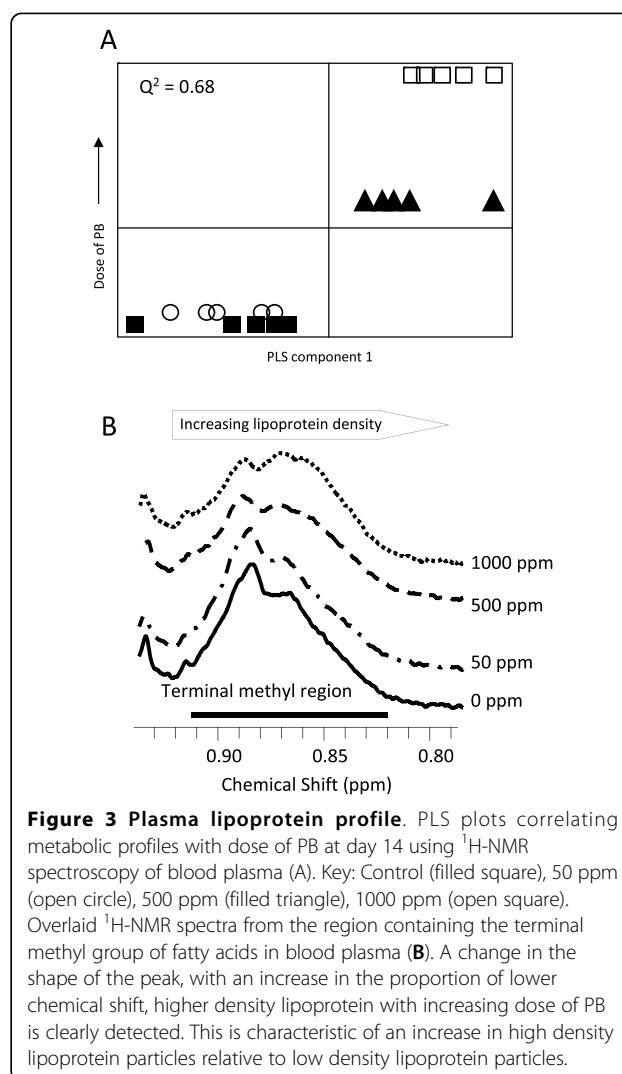 A
Q² = 0.68
Dose of PB
PLS component 1
B
Increasing lipoprotein density
1000 ppm
500 ppm
50 ppm
0 ppm
Terminal methyl region
0.90 0.85 0.80
Chemical Shift (ppm)
Figure 3 Plasma lipoprotein profile. PLS plots correlating
metabolic profiles with dose of PB at day 14 using ¹H-NMR
spectroscopy of blood plasma (A). Key: Control (filled square), 50 ppm
(open circle), 500 ppm (filled triangle), 1000 ppm (open square).
Overlaid ¹H-NMR spectra from the region containing the terminal
methyl group of fatty acids in blood plasma (B). A change in the
shape of the peak, with an increase in the proportion of lower
chemical shift, higher density lipoprotein with increasing dose of PB
is clearly detected. This is characteristic of an increase in high density
lipoprotein particles relative to low density lipoprotein particles.